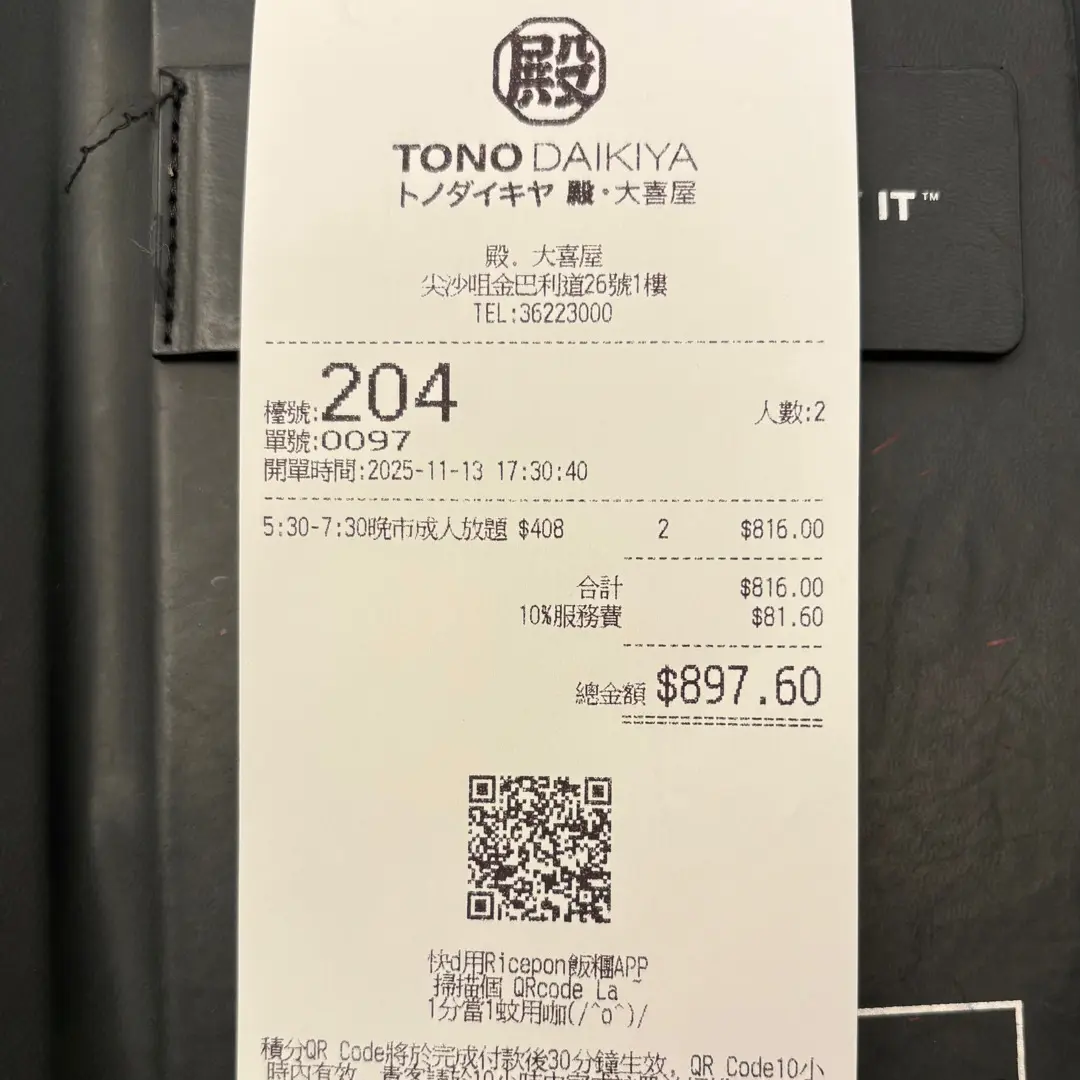 殿
TONO DAIKIYA
トノダイキヤ 殿・大喜屋
IT™
殿。大喜屋
尖沙咀金巴利道26號1樓
TEL:36223000
檯號:204 人數:2
單號:0097
開單時間:2025-11-13 17:30:40
5:30-7:30晚市成人放題 $408 2 $816.00
合計 $816.00
10%服務費 $81.60
總金額 $897.60
快d用Ricepon飯糰APP
掃描個 QRcode La ~
1分當1蚊用咖(/^o^)/
積分QR Code將於完成付款後30分鐘生效, QR Code10小
時內有效